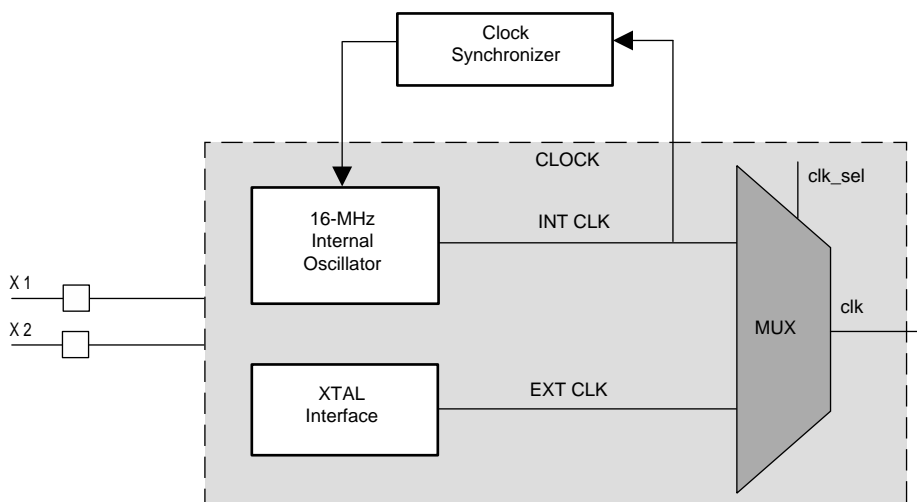 Clock
Synchronizer
CLOCK
clk_sel
16-MHz
Internal
Oscillator
INT CLK
X 1
X 2
clk
MUX
XTAL
Interface
EXT CLK